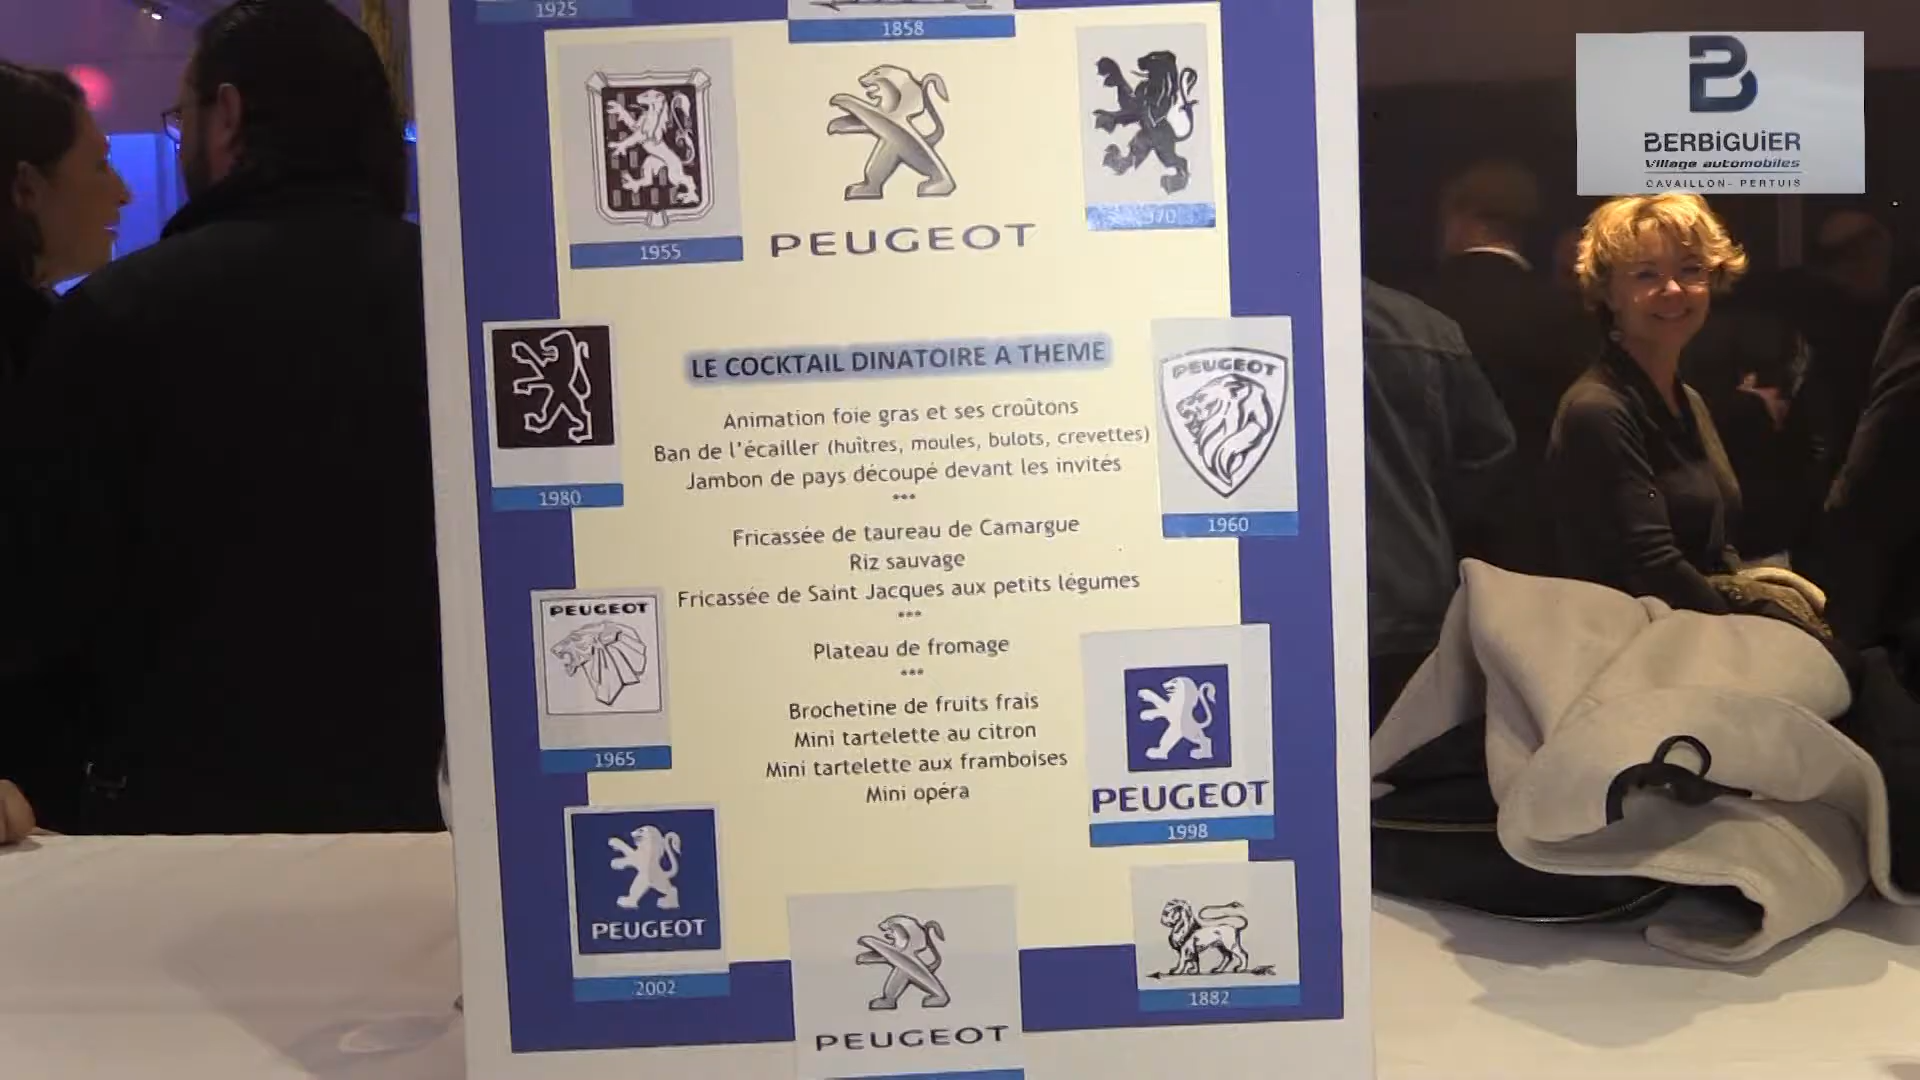 1925
1858
1955
PEUGEOT
BERBIGUIER
Village automobiles
CAVAILLON - PERTUIS
LE COCKTAIL DINATOIRE A THEME
Animation foie gras et ses croûtons
Ban de l'écailler (huîtres, moules, bulots, crevettes)
Jambon de pays découpé devant les invités
***
Fricassée de taureau de Camargue
Riz sauvage
Fricassée de Saint Jacques aux petits légumes
***
Plateau de fromage
***
Brochetine de fruits frais
Mini tartelette au citron
Mini tartelette aux framboises
Mini opéra
1980
PEUGEOT
1960
PEUGEOT
1965
PEUGEOT
1998
PEUGEOT
2002
PEUGEOT
1882